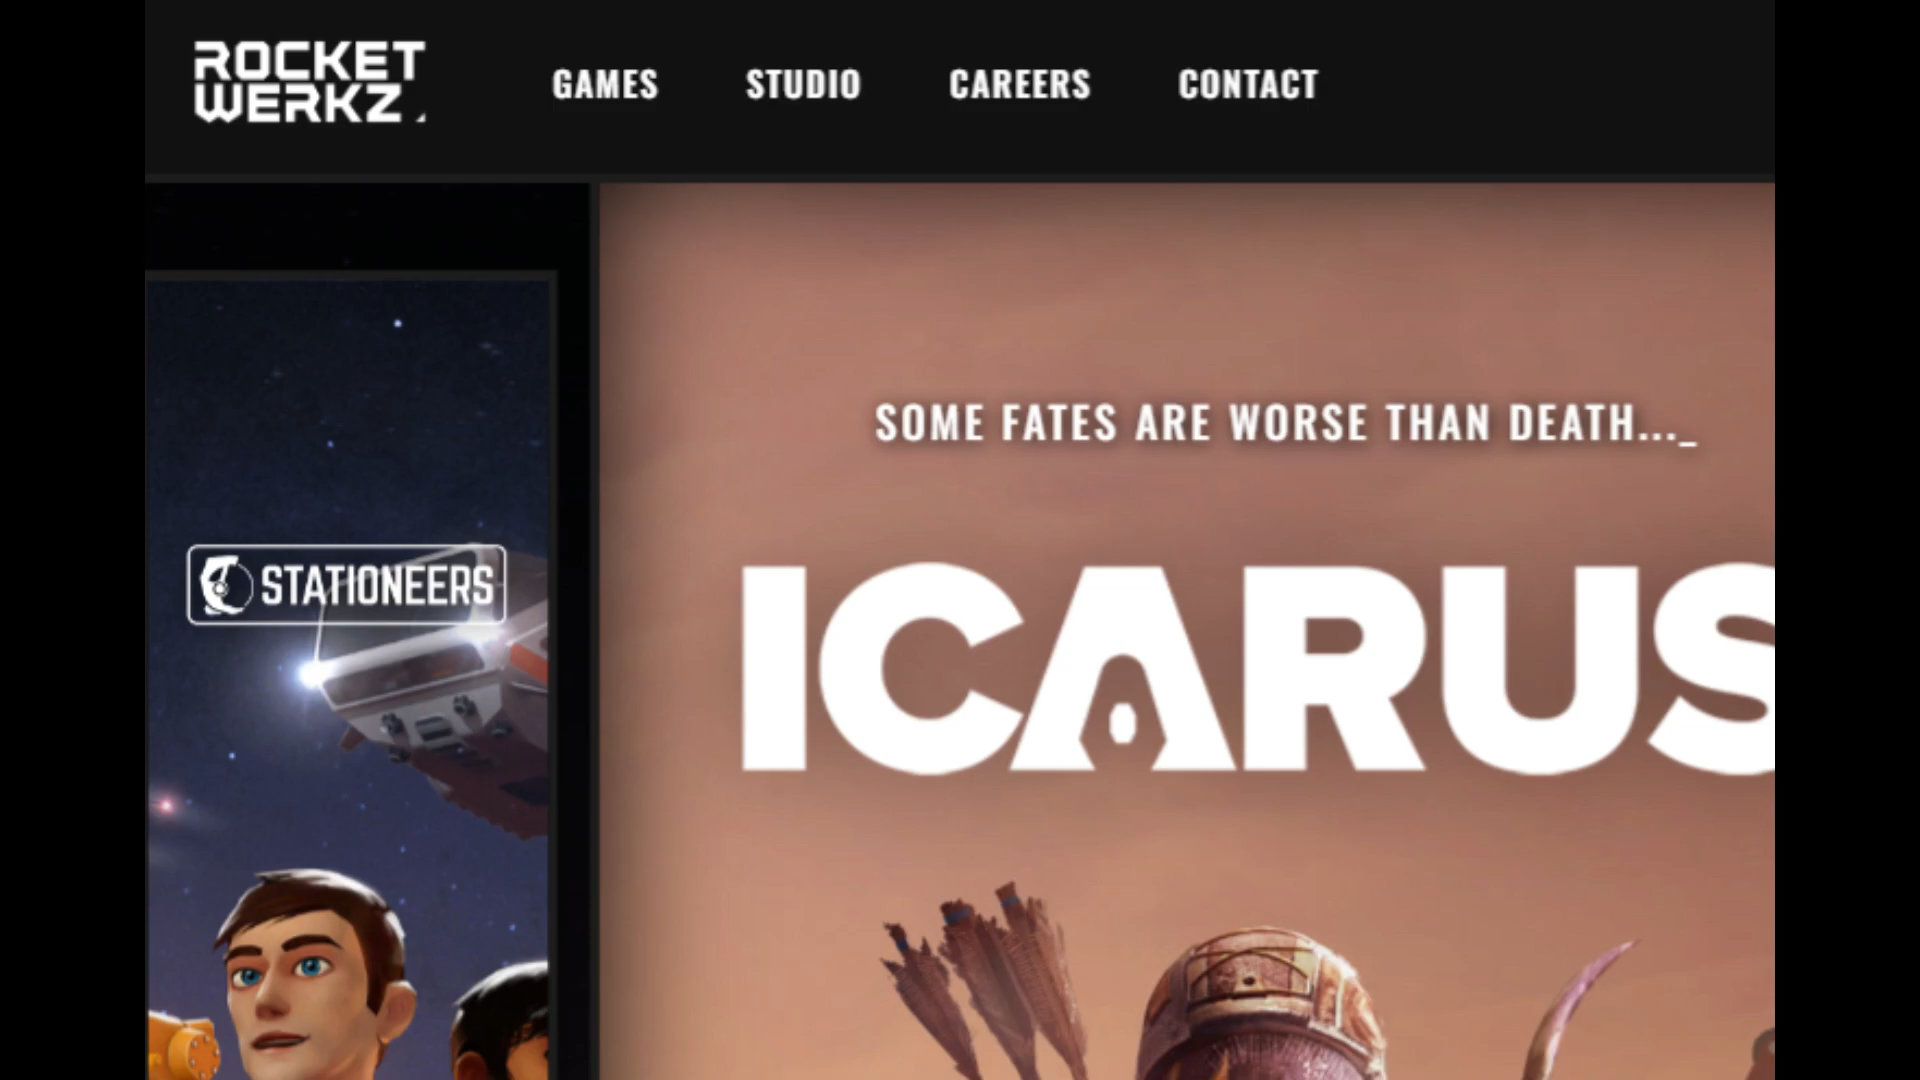 ROCKET
WERKZ
GAMES STUDIO CAREERS CONTACT
SOME FATES ARE WORSE THAN DEATH..._
STATIONEERS
ICARUS